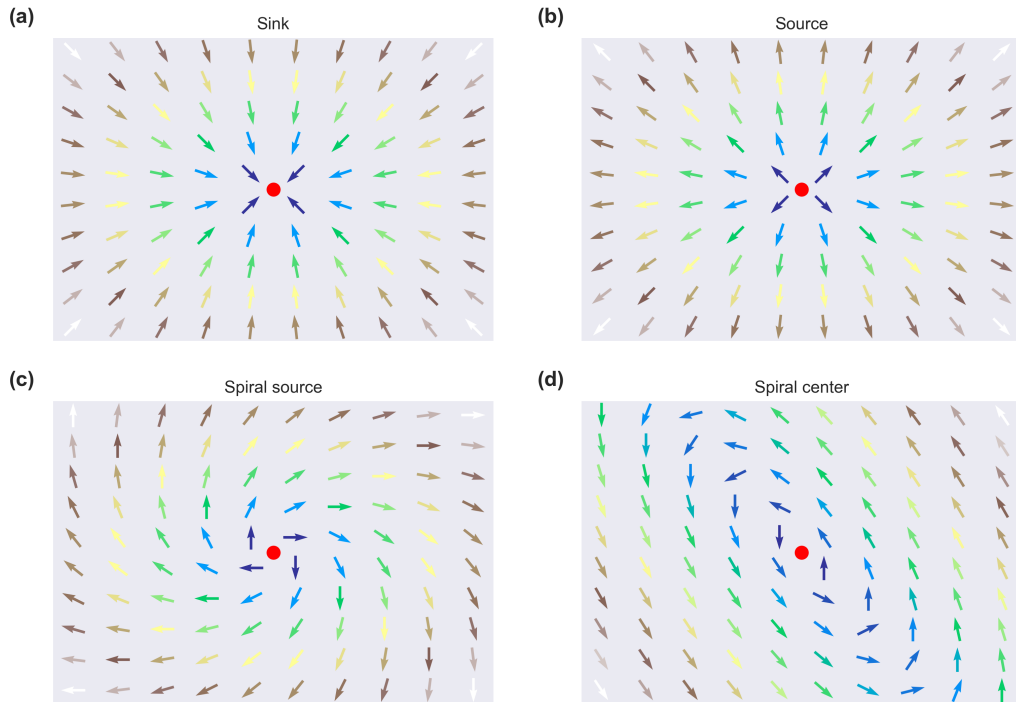 (a)
Sink
(b)
Source
(c)
Spiral source
(d)
Spiral center